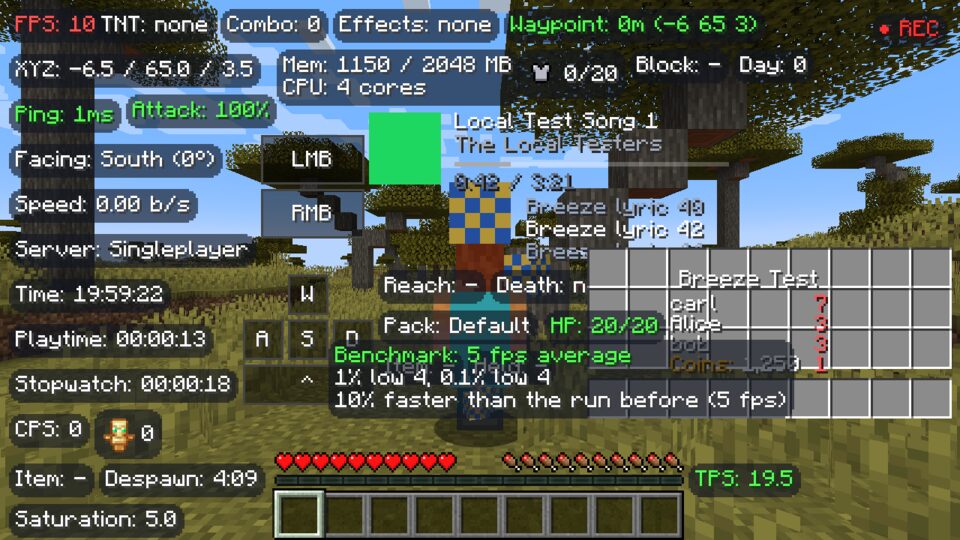 FPS: 10
TNT: none
Combo: 0
Effects: none
Waypoint: 0m (-6 65 3)
REC
XYZ: -6.5 / 65.0 / 3.5
Mem: 1150 / 2048 MB
CPU: 4 cores
0/20
Block: -
Day: 0
Ping: 1ms
Attack: 100%
Local Test Song 1
The Local Testers
0:42 / 3:21
Facing: South (0°)
LMB
RMB
Speed: 0.00 b/s
Breeze lyric 42
Server: Singleplayer
Reach: -
Death: n
Breeze Test
Time: 19:59:22
W
carl 7
Alice 3
bob 3
Coins: 1,250 1
Pack: Default
HP: 20/20
Playtime: 00:00:13
A
S
D
Benchmark: 5 fps average
1% low 4, 0.1% low 4
10% faster than the run before (5 fps)
Stopwatch: 00:00:18
^
CPS: 0
0
Item: -
Despawn: 4:09
TPS: 19.5
Saturation: 5.0